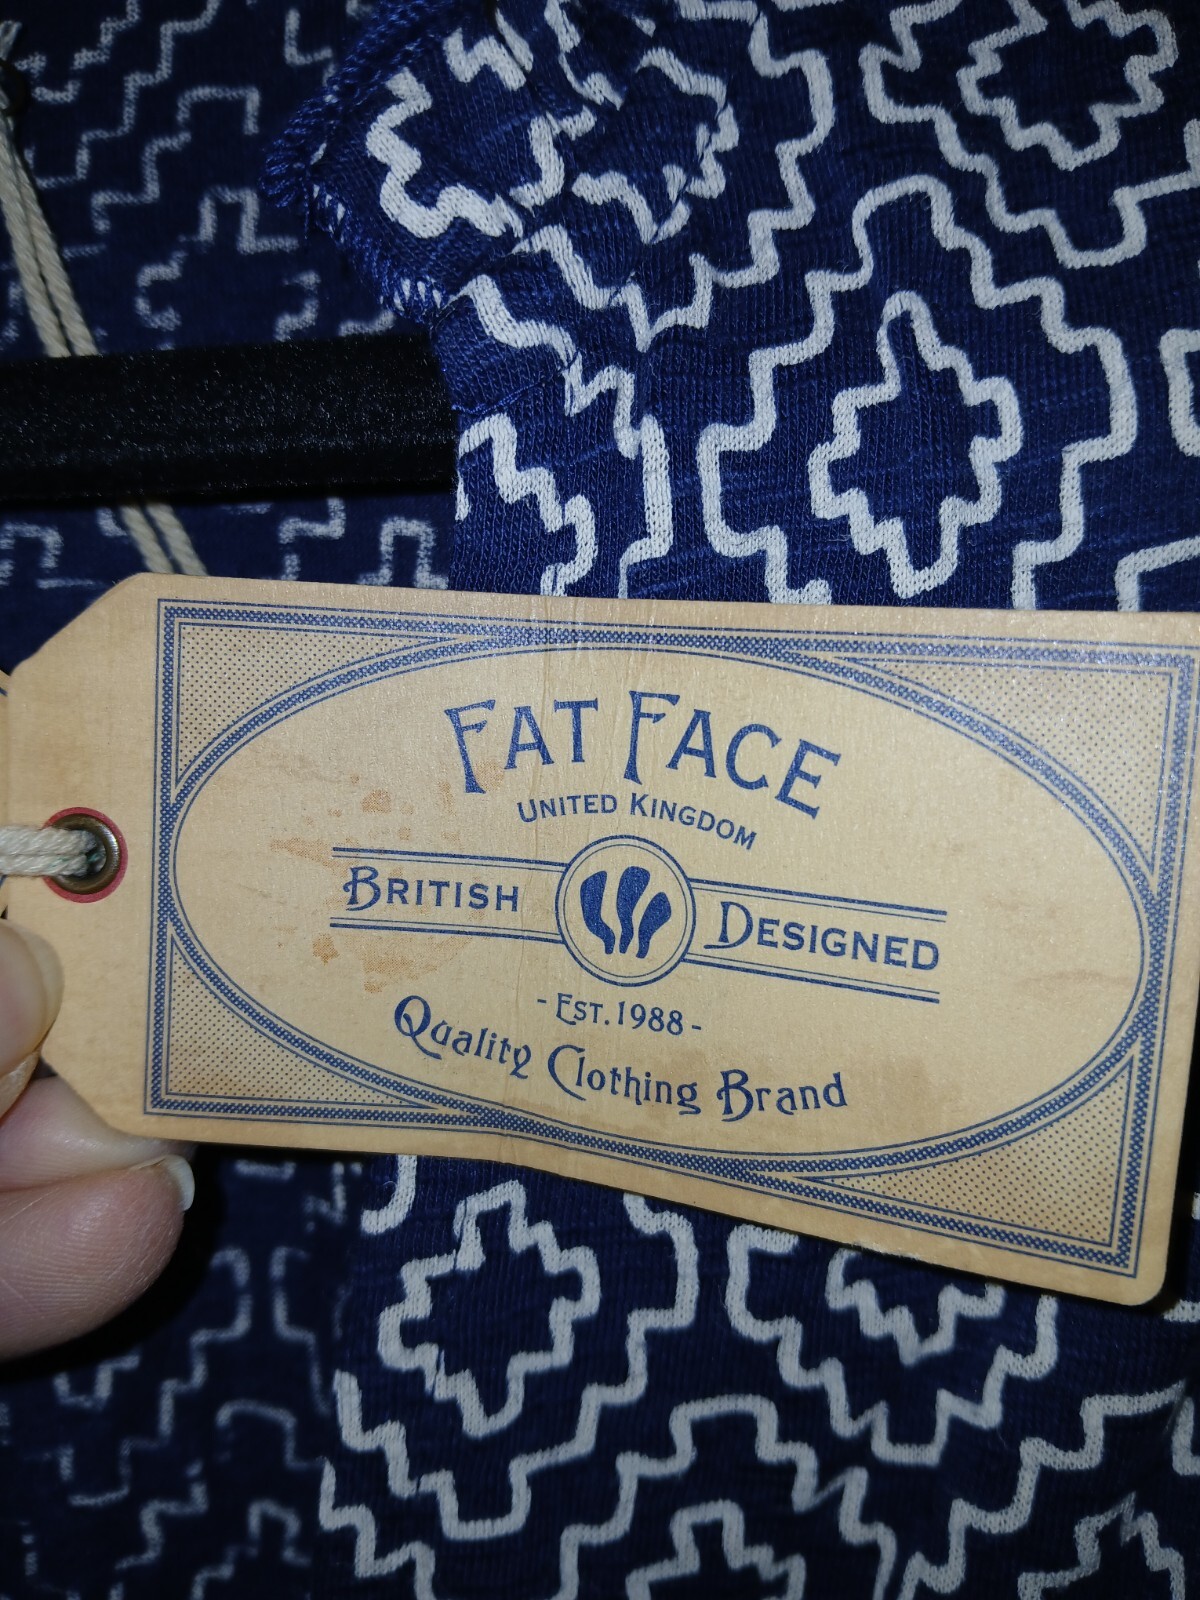 FAT FACE
UNITED KINGDOM
BRITISH DESIGNED
- EST. 1988 -
Quality Clothing Brand